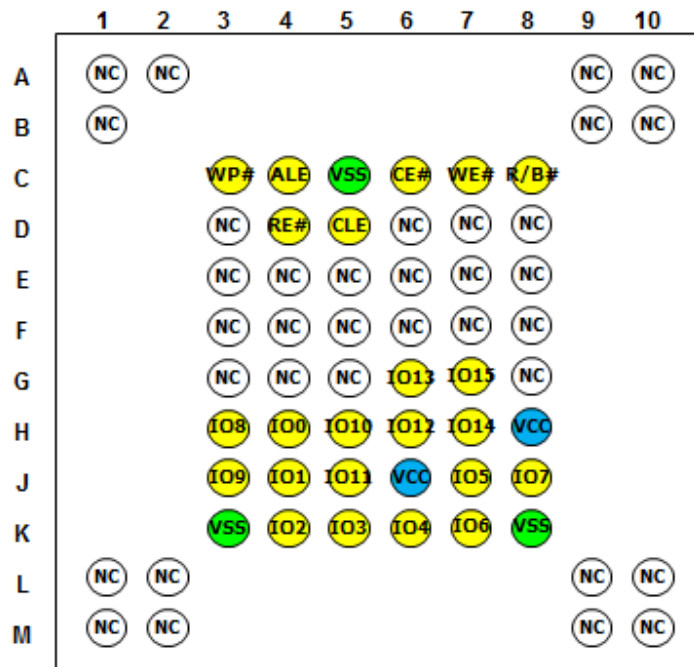 3 4 5 6 7 8 9 10
1 2
A NC NC NC NC
B NC NC NC
C WP# ALE VSS CE# WE# R/B#
D NC RE# CLE NC NC NC
E NC NC NC NC NC NC
F NC NC NC NC NC NC
G NC NC NC IO13 IO15 NC
H IO8 IO0 IO10 IO12 IO14 VCC
J IO9 IO1 IO11 VCC IO5 IO7
K VSS IO2 IO3 IO4 IO6 VSS
L NC NC NC NC
M NC NC NC NC